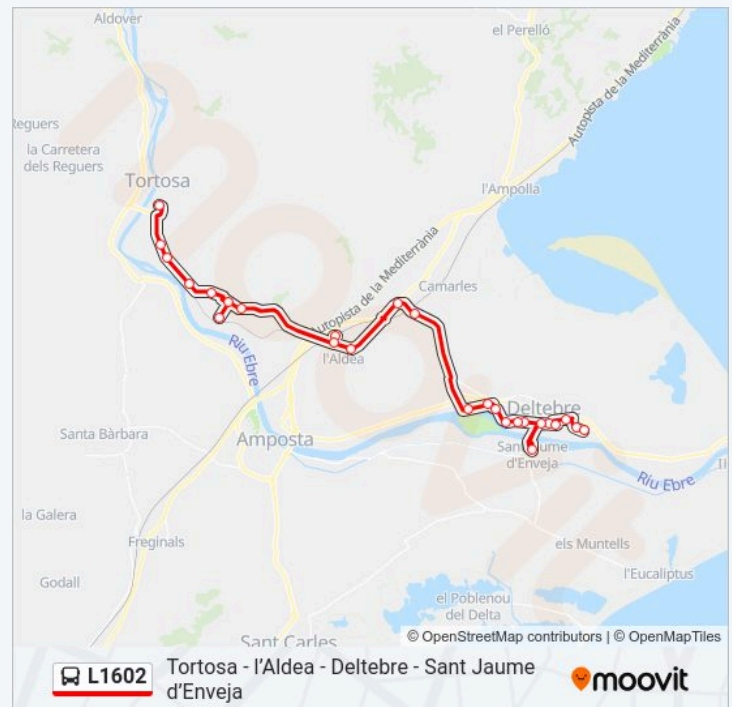 Aldover
el Perelló
Autopista de la Mediterrània
Reguers
la Carretera
dels Reguers
Tortosa
l'Ampolla
Autopista de la Mediterrània
Camarles
l'Aldea
Riu Ebre
Deltebre
Santa Bàrbara
Amposta
Sant Jaume
d'Enveja
Riu Ebre
la Galera
Freginals
els Muntells
Godall
l'Eucaliptus
el Poblenou
del Delta
Sant Carles
© OpenStreetMap contributors | © OpenMapTiles
L1602
Tortosa - l'Aldea - Deltebre - Sant Jaume
d'Enveja
moovit